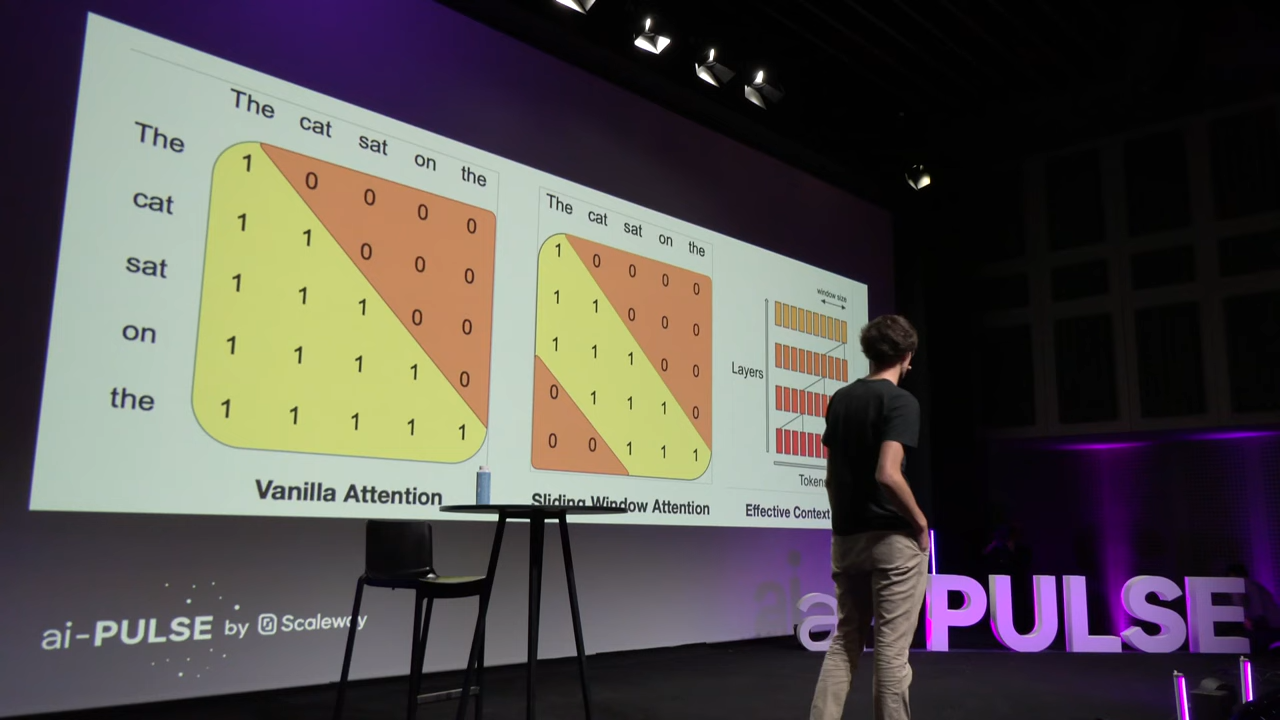 The cat sat on the
The 1 0 0 0 0
cat 1 1 0 0 0
sat 1 1 1 0 0
on 1 1 1 1 0
the 1 1 1 1 1
Vanilla Attention
The cat sat on the
1 0 0 0 0
1 1 0 0 0
1 1 1 0 0
0 1 1 1 0
0 0 1 1 1
Sliding Window Attention
window size
Layers
Token
Effective Context
ai-PULSE by Scaleway
ai-PULSE